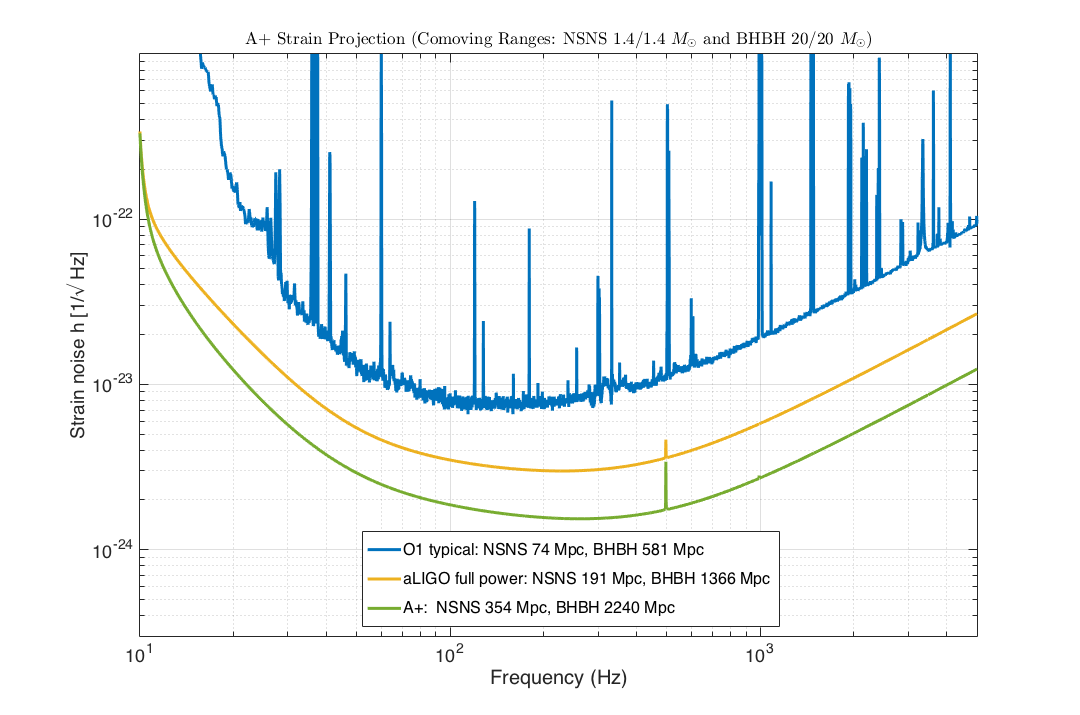 A+ Strain Projection (Comoving Ranges: NSNS 1.4/1.4 M⊙ and BHBH 20/20 M⊙)
Strain noise h [1/√ Hz]
10^-22
10^-23
10^-24
O1 typical: NSNS 74 Mpc, BHBH 581 Mpc
aLIGO full power: NSNS 191 Mpc, BHBH 1366 Mpc
A+:  NSNS 354 Mpc, BHBH 2240 Mpc
10^1 10^2 10^3
Frequency (Hz)